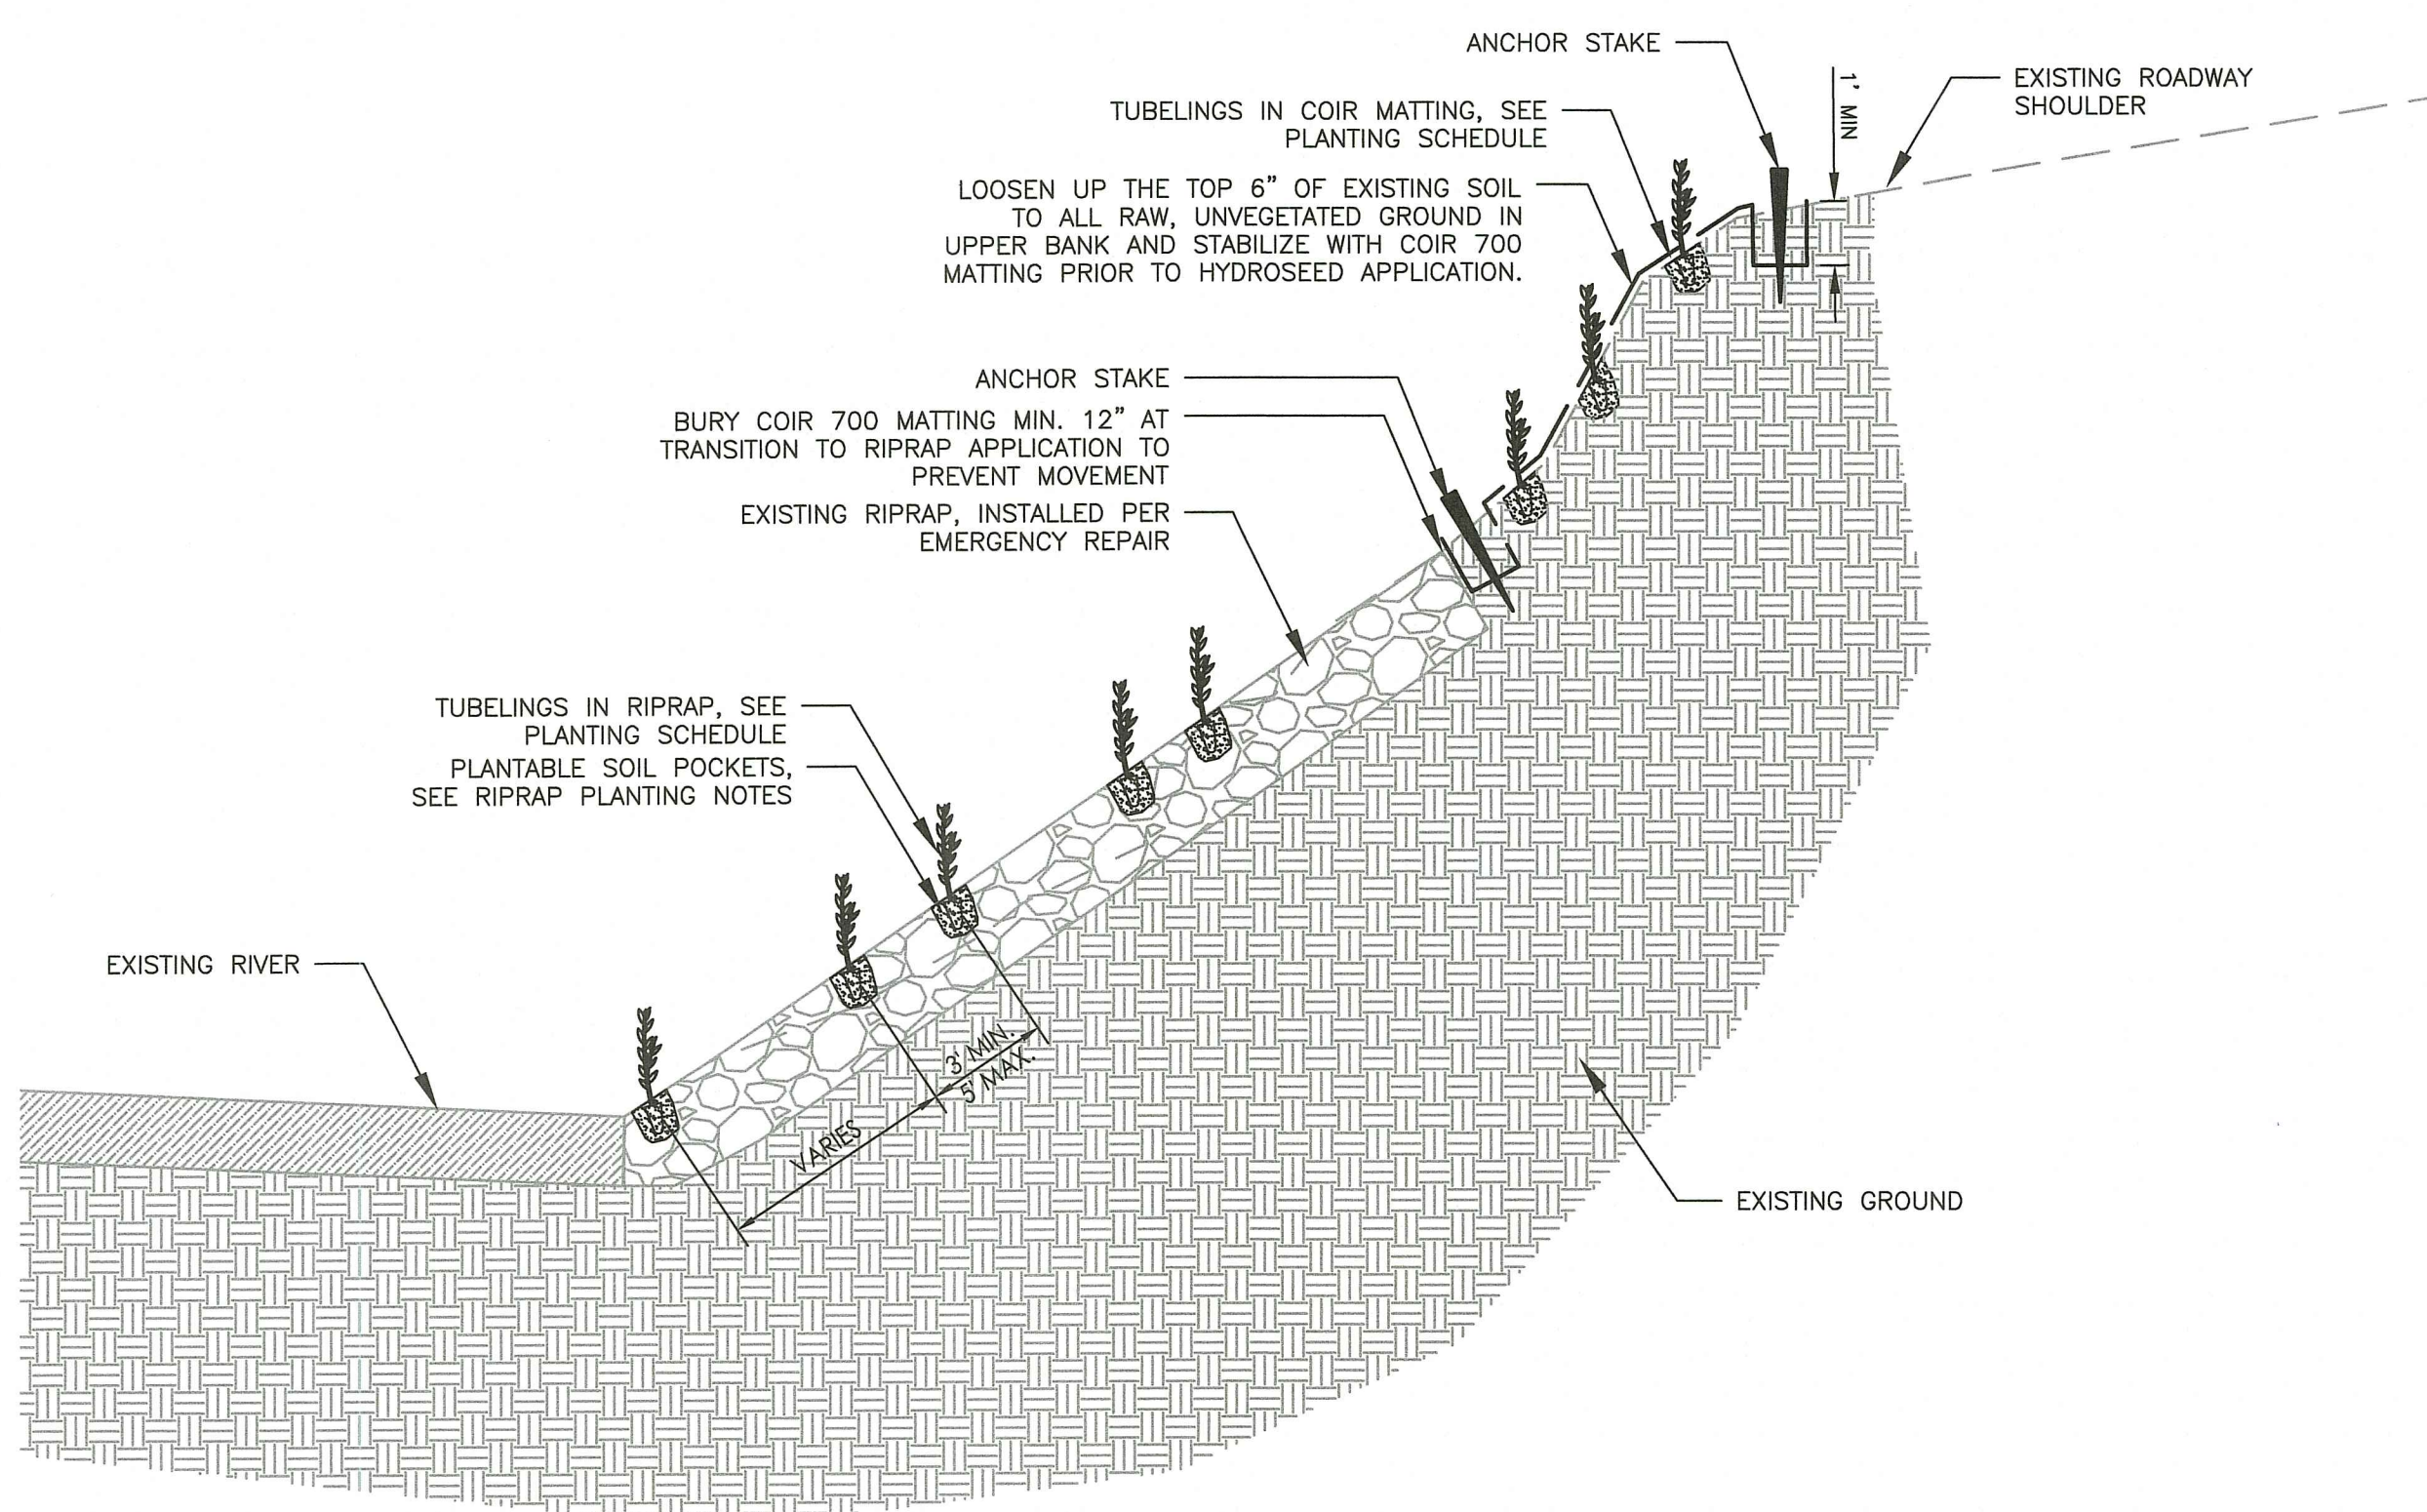 ANCHOR STAKE
EXISTING ROADWAY
SHOULDER
1' MIN
TUBELINGS IN COIR MATTING, SEE
PLANTING SCHEDULE
LOOSEN UP THE TOP 6” OF EXISTING SOIL
TO ALL RAW, UNVEGETATED GROUND IN
UPPER BANK AND STABILIZE WITH COIR 700
MATTING PRIOR TO HYDROSEED APPLICATION.
ANCHOR STAKE
BURY COIR 700 MATTING MIN. 12” AT
TRANSITION TO RIPRAP APPLICATION TO
PREVENT MOVEMENT
EXISTING RIPRAP, INSTALLED PER
EMERGENCY REPAIR
TUBELINGS IN RIPRAP, SEE
PLANTING SCHEDULE
PLANTABLE SOIL POCKETS,
SEE RIPRAP PLANTING NOTES
EXISTING RIVER
3' MIN.
5' MAX.
VARIES
EXISTING GROUND